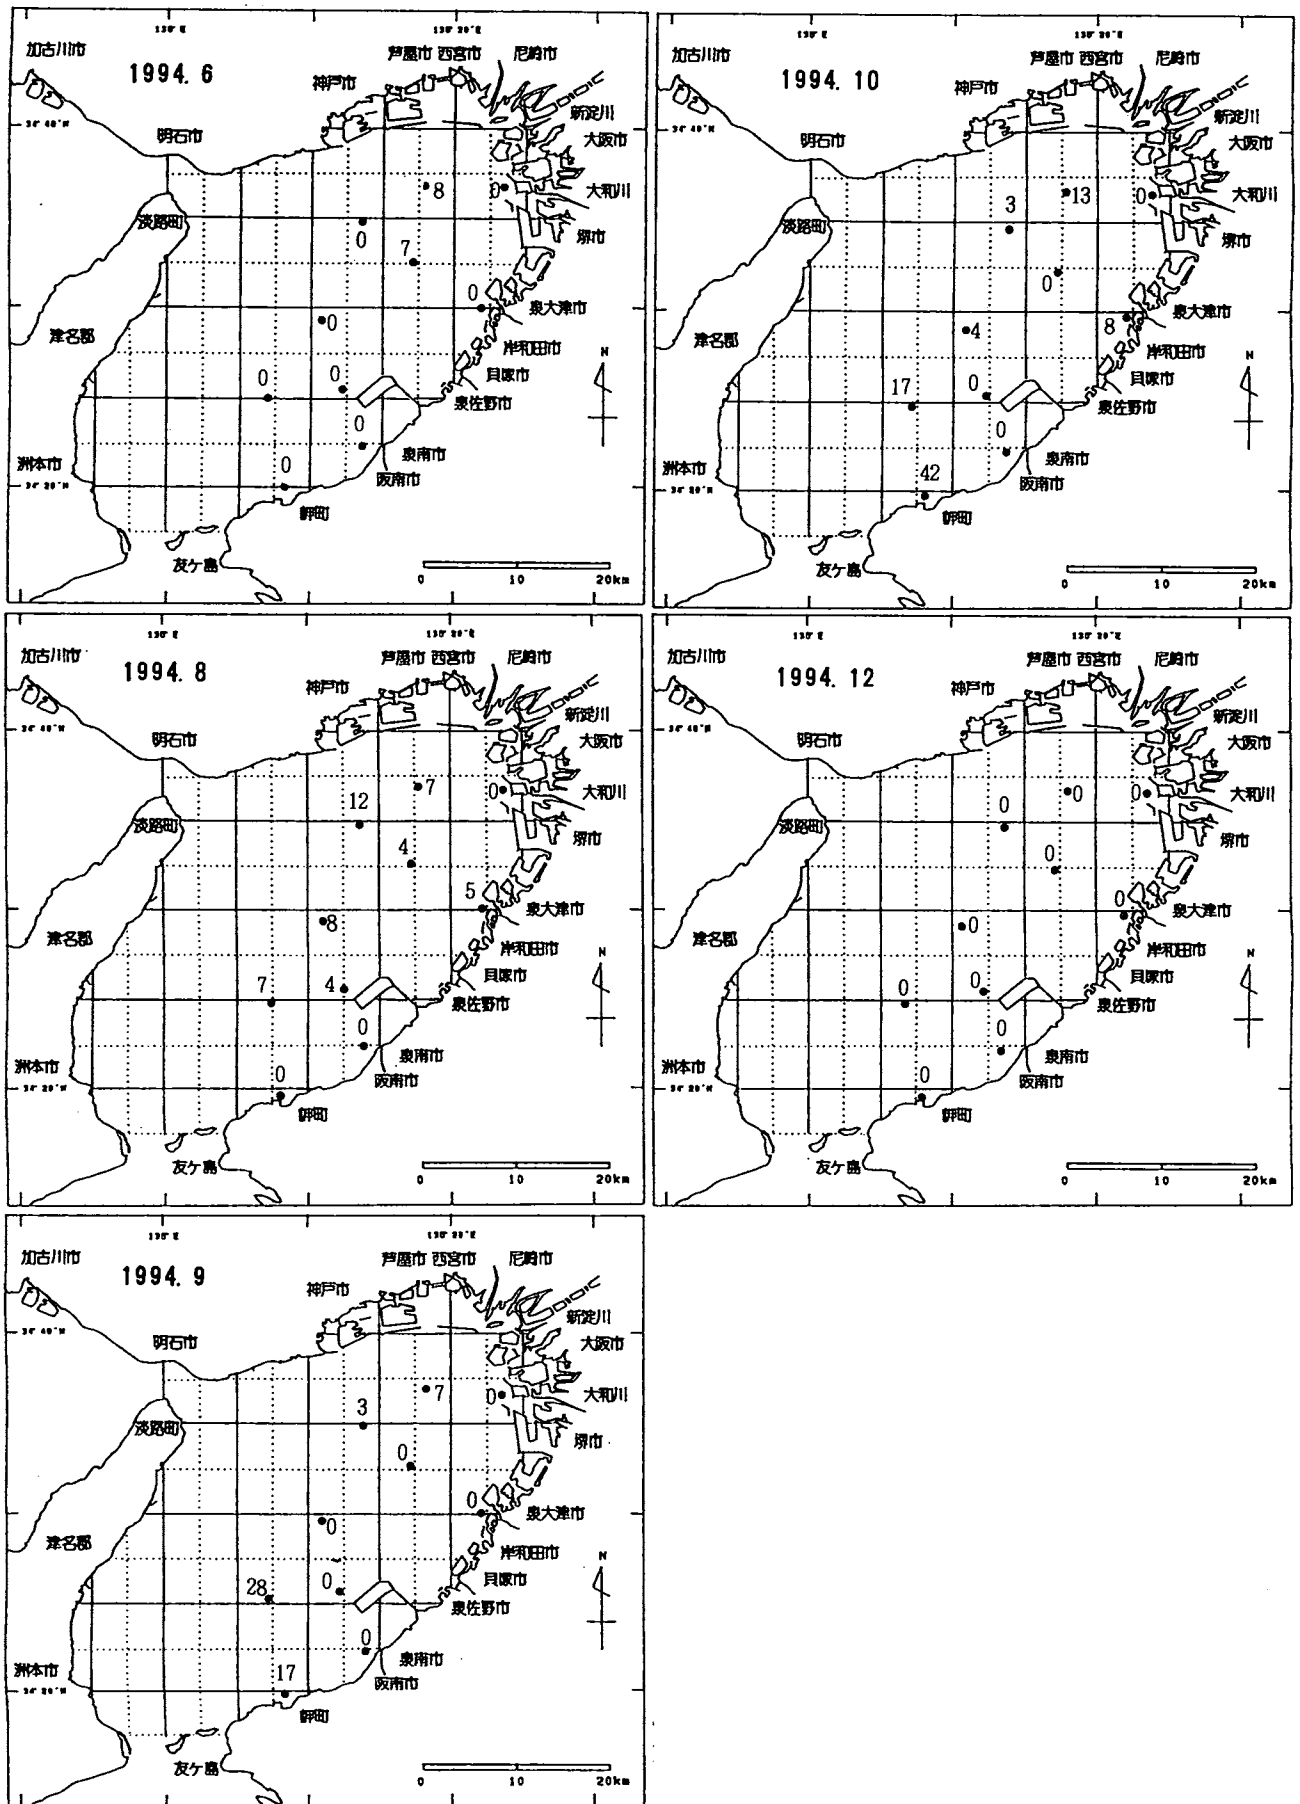 1994. 6
加古川市
明石市
神戸市
芦屋市 西宮市 尼崎市
新淀川
大阪市
大和川
堺市
泉大津市
岸和田市
貝塚市
泉佐野市
泉南市
阪南市
岬町
友ケ島
洲本市
津名郡
淡路町
34°40'N
34°20'N
N
8
0
0
7
0
0
0
0
0
0
0 10 20km
1994. 10
加古川市
明石市
神戸市
芦屋市 西宮市 尼崎市
新淀川
大阪市
大和川
堺市
泉大津市
岸和田市
貝塚市
泉佐野市
泉南市
阪南市
岬町
友ケ島
洲本市
津名郡
淡路町
34°40'N
34°20'N
N
13
0
3
0
8
4
17
0
0
42
0 10 20km
1994. 8
加古川市
明石市
神戸市
芦屋市 西宮市 尼崎市
新淀川
大阪市
大和川
堺市
泉大津市
岸和田市
貝塚市
泉佐野市
泉南市
阪南市
岬町
友ケ島
洲本市
津名郡
淡路町
34°40'N
34°20'N
N
7
0
12
4
5
8
7
4
0
0
0 10 20km
1994. 12
加古川市
明石市
神戸市
芦屋市 西宮市 尼崎市
新淀川
大阪市
大和川
堺市
泉大津市
岸和田市
貝塚市
泉佐野市
泉南市
阪南市
岬町
友ケ島
洲本市
津名郡
淡路町
34°40'N
34°20'N
N
0
0
0
0
0
0
0
0
0
0
0 10 20km
1994. 9
加古川市
明石市
神戸市
芦屋市 西宮市 尼崎市
新淀川
大阪市
大和川
堺市
泉大津市
岸和田市
貝塚市
泉佐野市
泉南市
阪南市
岬町
友ケ島
洲本市
津名郡
淡路町
34°40'N
34°20'N
N
7
0
3
0
0
0
28
0
0
17
0 10 20km